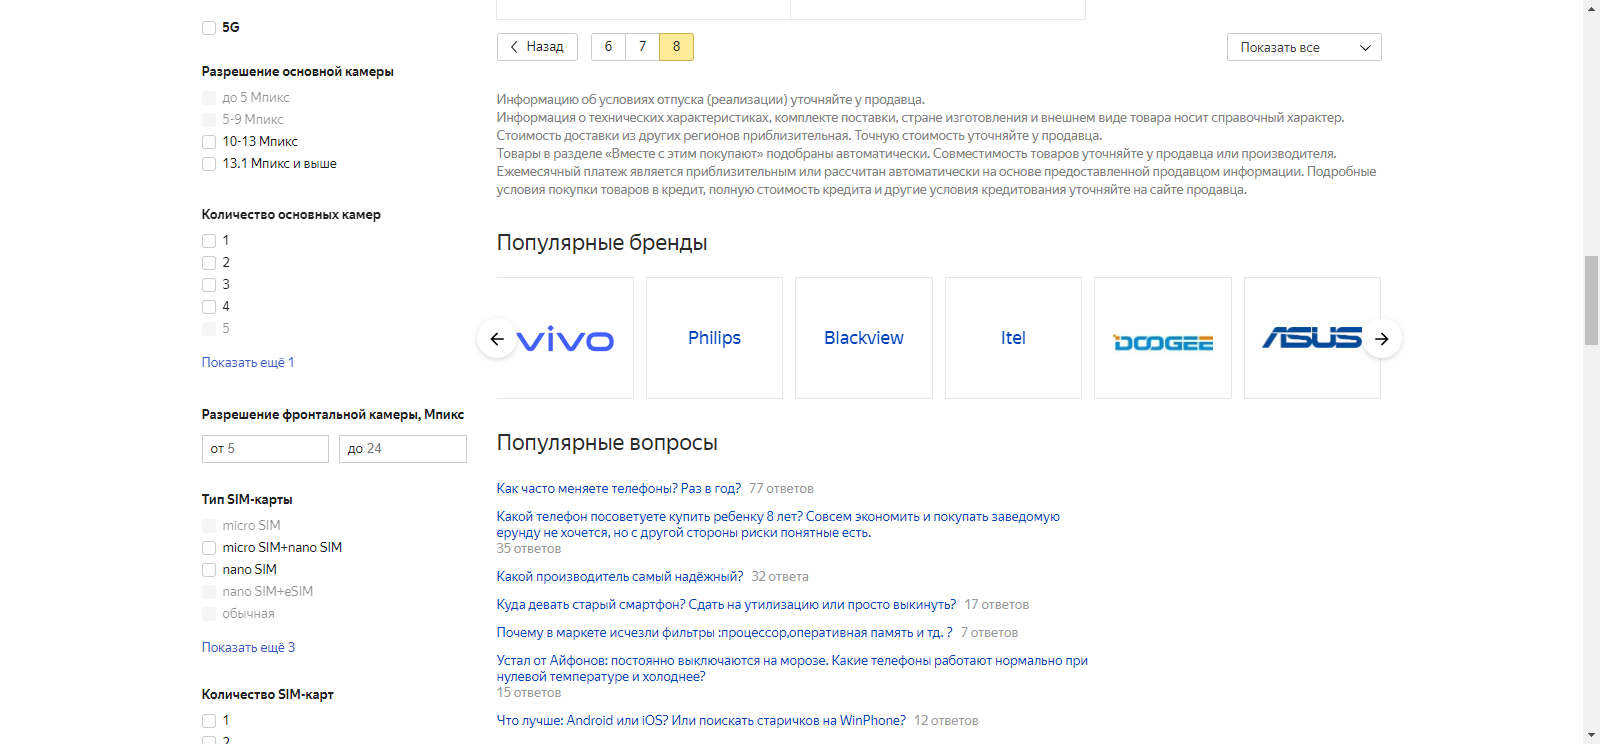 5G
Разрешение основной камеры
до 5 Мпикс
5-9 Мпикс
10-13 Мпикс
13.1 Мпикс и выше
Количество основных камер
1
2
3
4
5
Показать ещё 1
Разрешение фронтальной камеры, Мпикс
от 5
до 24
Тип SIM-карты
micro SIM
micro SIM+nano SIM
nano SIM
nano SIM+eSIM
обычная
Показать ещё 3
Количество SIM-карт
1
2
Назад
6
7
8
Показать все
Информацию об условиях отпуска (реализации) уточняйте у продавца.
Информация о технических характеристиках, комплекте поставки, стране изготовления и внешнем виде товара носит справочный характер.
Стоимость доставки из других регионов приблизительная. Точную стоимость уточняйте у продавца.
Товары в разделе «Вместе с этим покупают» подобраны автоматически. Совместимость товаров уточняйте у продавца или производителя.
Ежемесячный платеж является приблизительным или рассчитан автоматически на основе предоставленной продавцом информации. Подробные
условия покупки товаров в кредит, полную стоимость кредита и другие условия кредитования уточняйте на сайте продавца.
Популярные бренды
vivo
Philips
Blackview
Itel
DOOGEE
ASUS
Популярные вопросы
Как часто меняете телефоны? Раз в год? 77 ответов
Какой телефон посоветуете купить ребенку 8 лет? Совсем экономить и покупать заведомую
ерунду не хочется, но с другой стороны риски понятные есть.
35 ответов
Какой производитель самый надёжный? 32 ответа
Куда девать старый смартфон? Сдать на утилизацию или просто выкинуть? 17 ответов
Почему в маркете исчезли фильтры :процессор,оперативная память и тд. ? 7 ответов
Устал от Айфонов: постоянно выключаются на морозе. Какие телефоны работают нормально при
нулевой температуре и холоднее?
15 ответов
Что лучше: Android или iOS? Или поискать старичков на WinPhone? 12 ответов